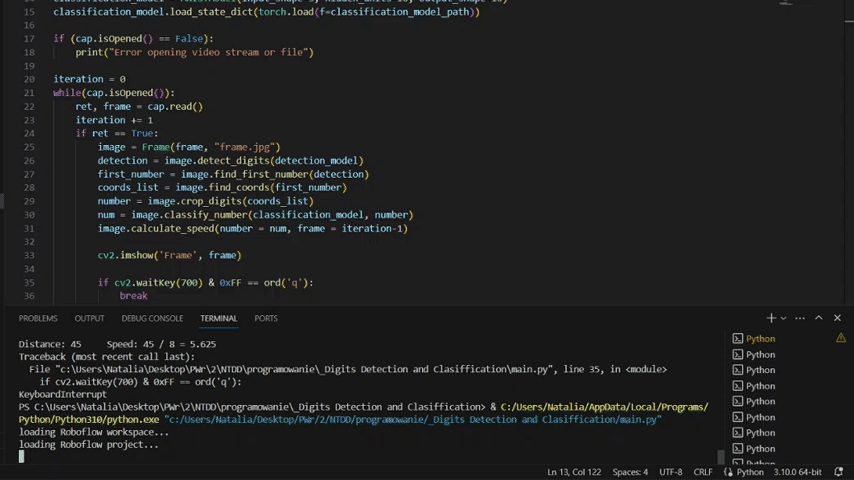 15 classification_model.load_state_dict(torch.load(f=classification_model_path))
16
17 if (cap.isOpened() == False):
18 print("Error opening video stream or file")
19
20 iteration = 0
21 while(cap.isOpened()):
22 ret, frame = cap.read()
23 iteration += 1
24 if ret == True:
25 image = Frame(frame, "frame.jpg")
26 detection = image.detect_digits(detection_model)
27 first_number = image.find_first_number(detection)
28 coords_list = image.find_coords(first_number)
29 number = image.crop_digits(coords_list)
30 num = image.classify_number(classification_model, number)
31 image.calculate_speed(number = num, frame = iteration-1)
32
33 cv2.imshow('Frame', frame)
34
35 if cv2.waitKey(700) & 0xFF == ord('q'):
36 break
PROBLEMS OUTPUT DEBUG CONSOLE TERMINAL PORTS
Distance: 45 Speed: 45 / 8 = 5.625
Traceback (most recent call last):
File "c:\Users\Natalia\Desktop\PWr\2\NTDD\programowanie\_Digits Detection and Clasiffication\main.py", line 35, in <module>
if cv2.waitKey(700) & 0xFF == ord('q'):
KeyboardInterrupt
PS C:\Users\Natalia\Desktop\PWr\2\NTDD\programowanie\_Digits Detection and Clasiffication> & C:/Users/Natalia/AppData/Local/Programs/
Python/Python310/python.exe "c:/Users/Natalia/Desktop/PWr/2/NTDD/programowanie/_Digits Detection and Clasiffication/main.py"
loading Roboflow workspace...
loading Roboflow project...
Python
Python
Python
Python
Python
Python
Python
Python
Ln 13, Col 122 Spaces: 4 UTF-8 CRLF Python 3.10.0 64-bit